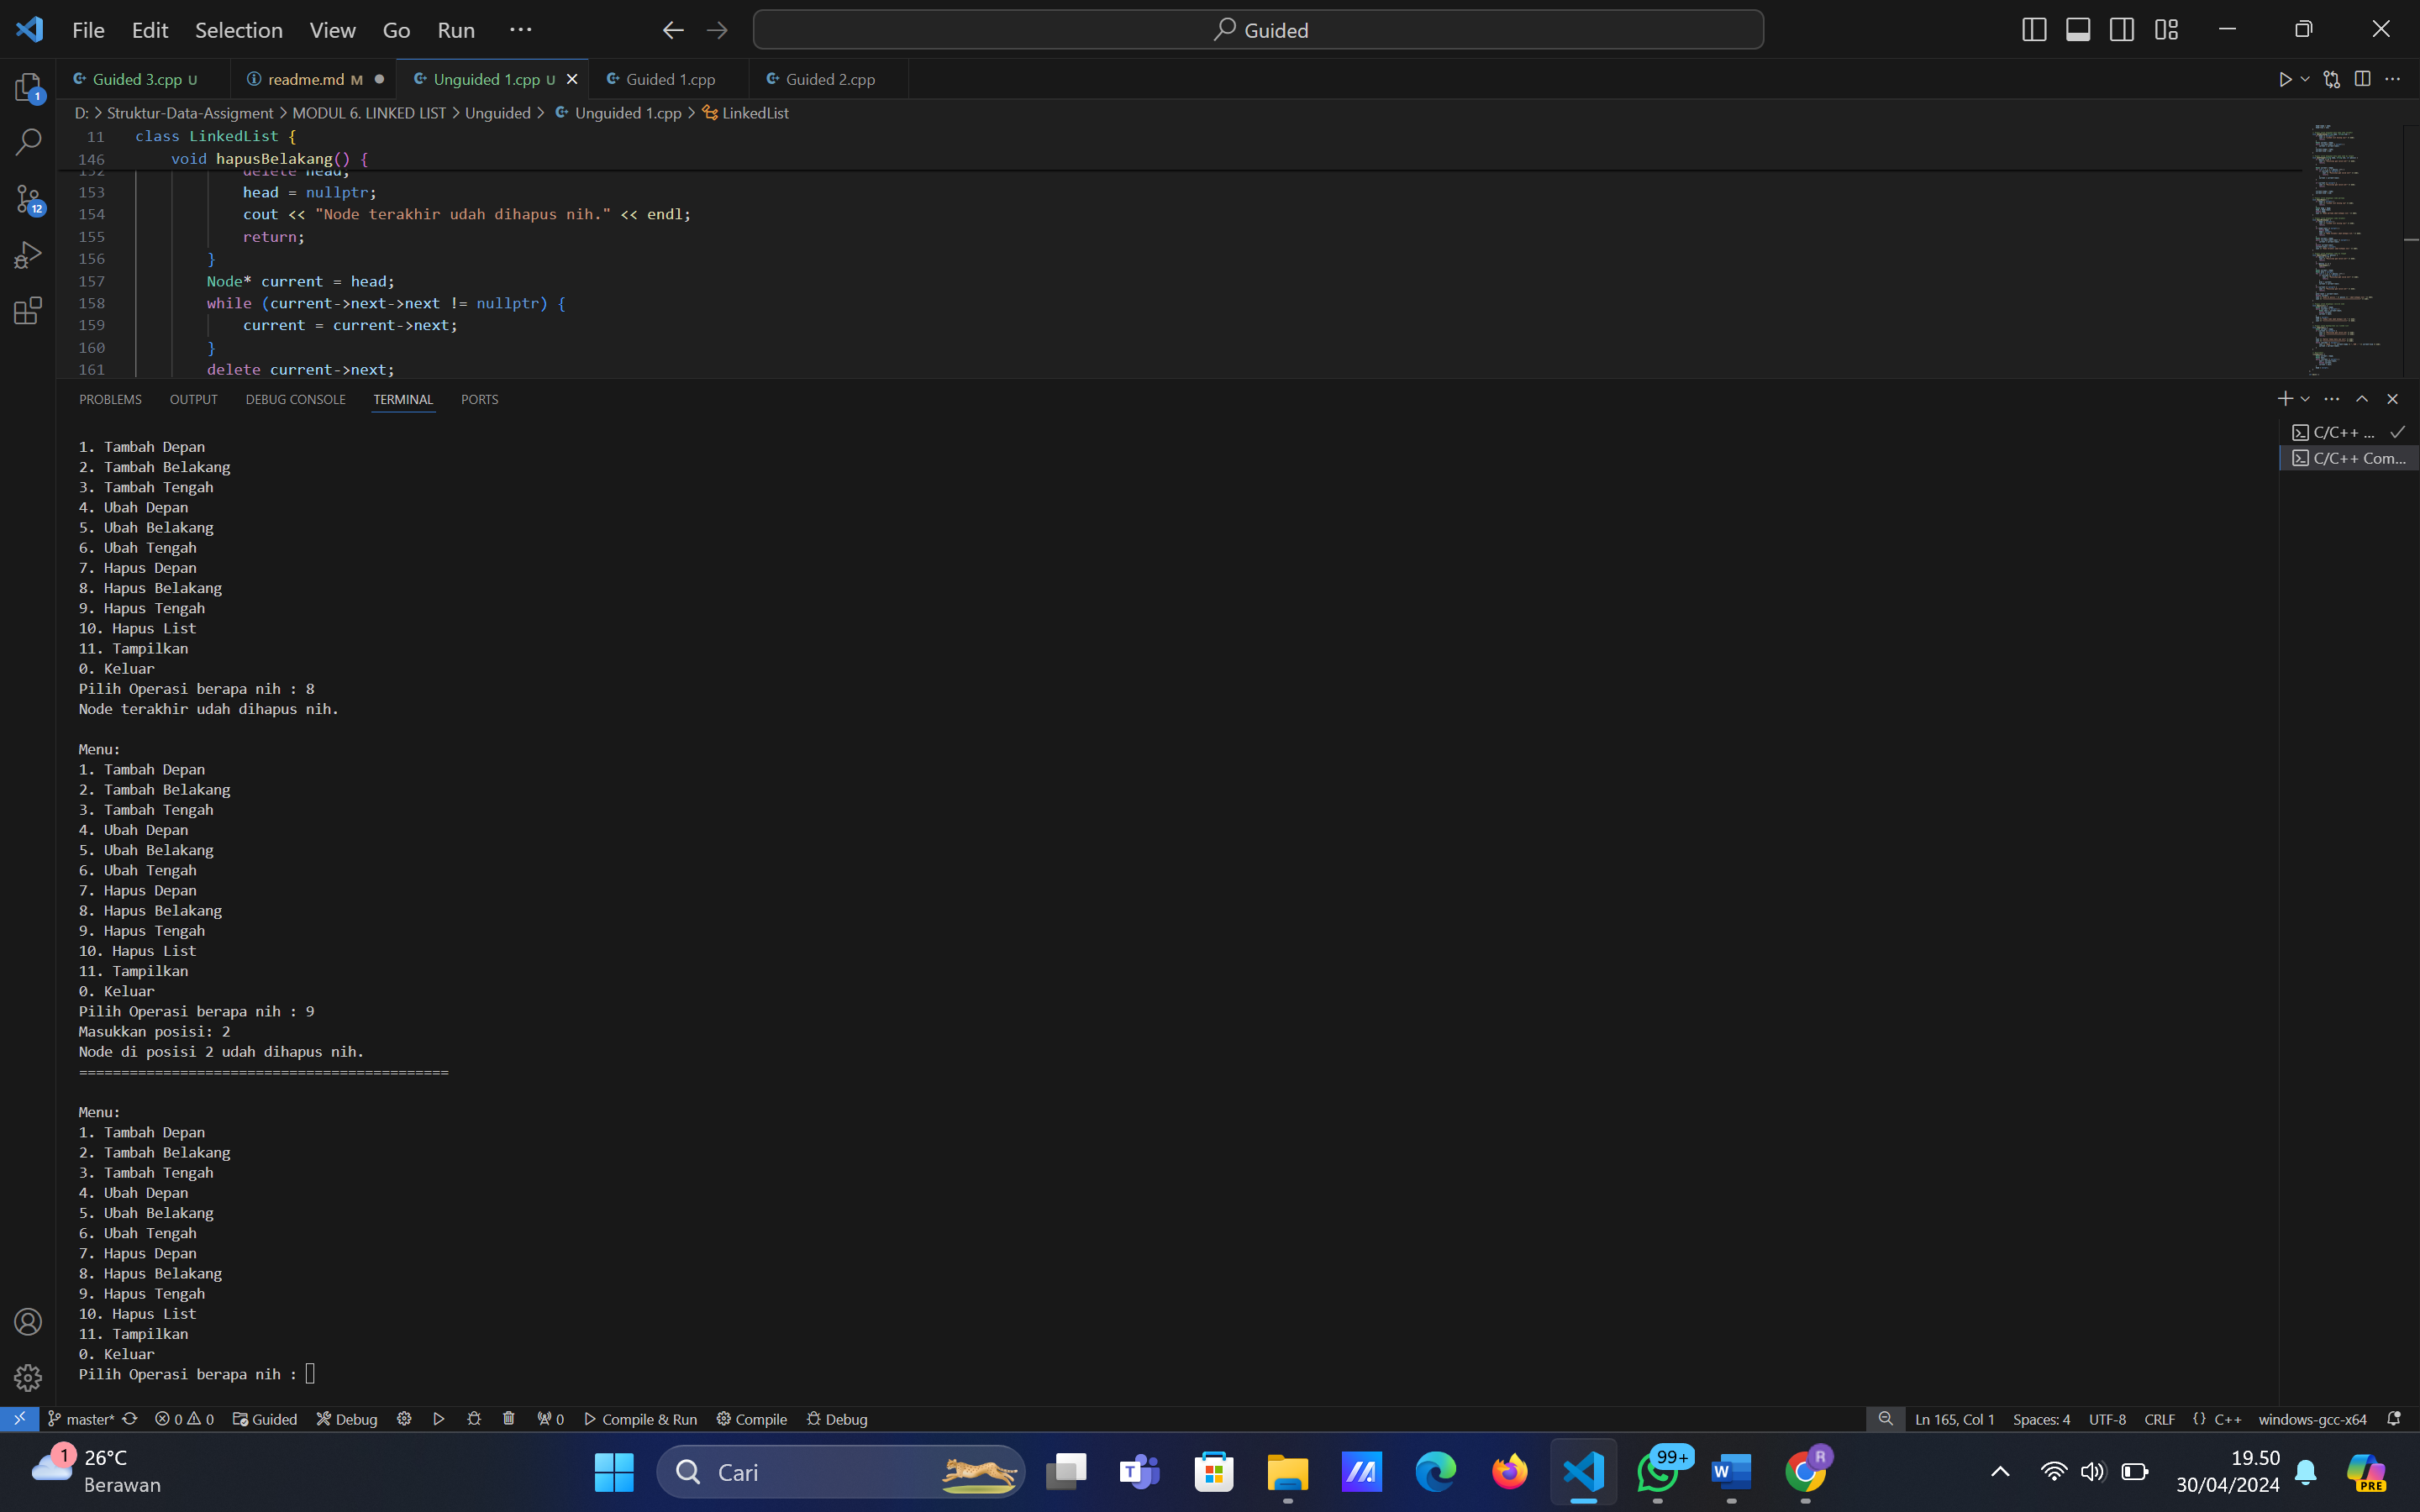 File Edit Selection View Go Run ···
Guided
Guided 3.cpp U
readme.md M
Unguided 1.cpp U
Guided 1.cpp
Guided 2.cpp
D: > Struktur-Data-Assigment > MODUL 6. LINKED LIST > Unguided > Unguided 1.cpp > LinkedList
11 class LinkedList {
146 void hapusBelakang() {
152 delete head;
153 head = nullptr;
154 cout << "Node terakhir udah dihapus nih." << endl;
155 return;
156 }
157 Node* current = head;
158 while (current->next->next != nullptr) {
159 current = current->next;
160 }
161 delete current->next;
PROBLEMS OUTPUT DEBUG CONSOLE TERMINAL PORTS
C/C++ ...
C/C++ Com...
1. Tambah Depan
2. Tambah Belakang
3. Tambah Tengah
4. Ubah Depan
5. Ubah Belakang
6. Ubah Tengah
7. Hapus Depan
8. Hapus Belakang
9. Hapus Tengah
10. Hapus List
11. Tampilkan
0. Keluar
Pilih Operasi berapa nih : 8
Node terakhir udah dihapus nih.
Menu:
1. Tambah Depan
2. Tambah Belakang
3. Tambah Tengah
4. Ubah Depan
5. Ubah Belakang
6. Ubah Tengah
7. Hapus Depan
8. Hapus Belakang
9. Hapus Tengah
10. Hapus List
11. Tampilkan
0. Keluar
Pilih Operasi berapa nih : 9
Masukkan posisi: 2
Node di posisi 2 udah dihapus nih.
============================================
Menu:
1. Tambah Depan
2. Tambah Belakang
3. Tambah Tengah
4. Ubah Depan
5. Ubah Belakang
6. Ubah Tengah
7. Hapus Depan
8. Hapus Belakang
9. Hapus Tengah
10. Hapus List
11. Tampilkan
0. Keluar
Pilih Operasi berapa nih :
1
12
master* 0 0 Guided Debug 0 Compile & Run Compile Debug
Ln 165, Col 1 Spaces: 4 UTF-8 CRLF {} C++ windows-gcc-x64
1
26°C
Berawan
Cari
T
99+
W
R
19.50
30/04/2024
PRE